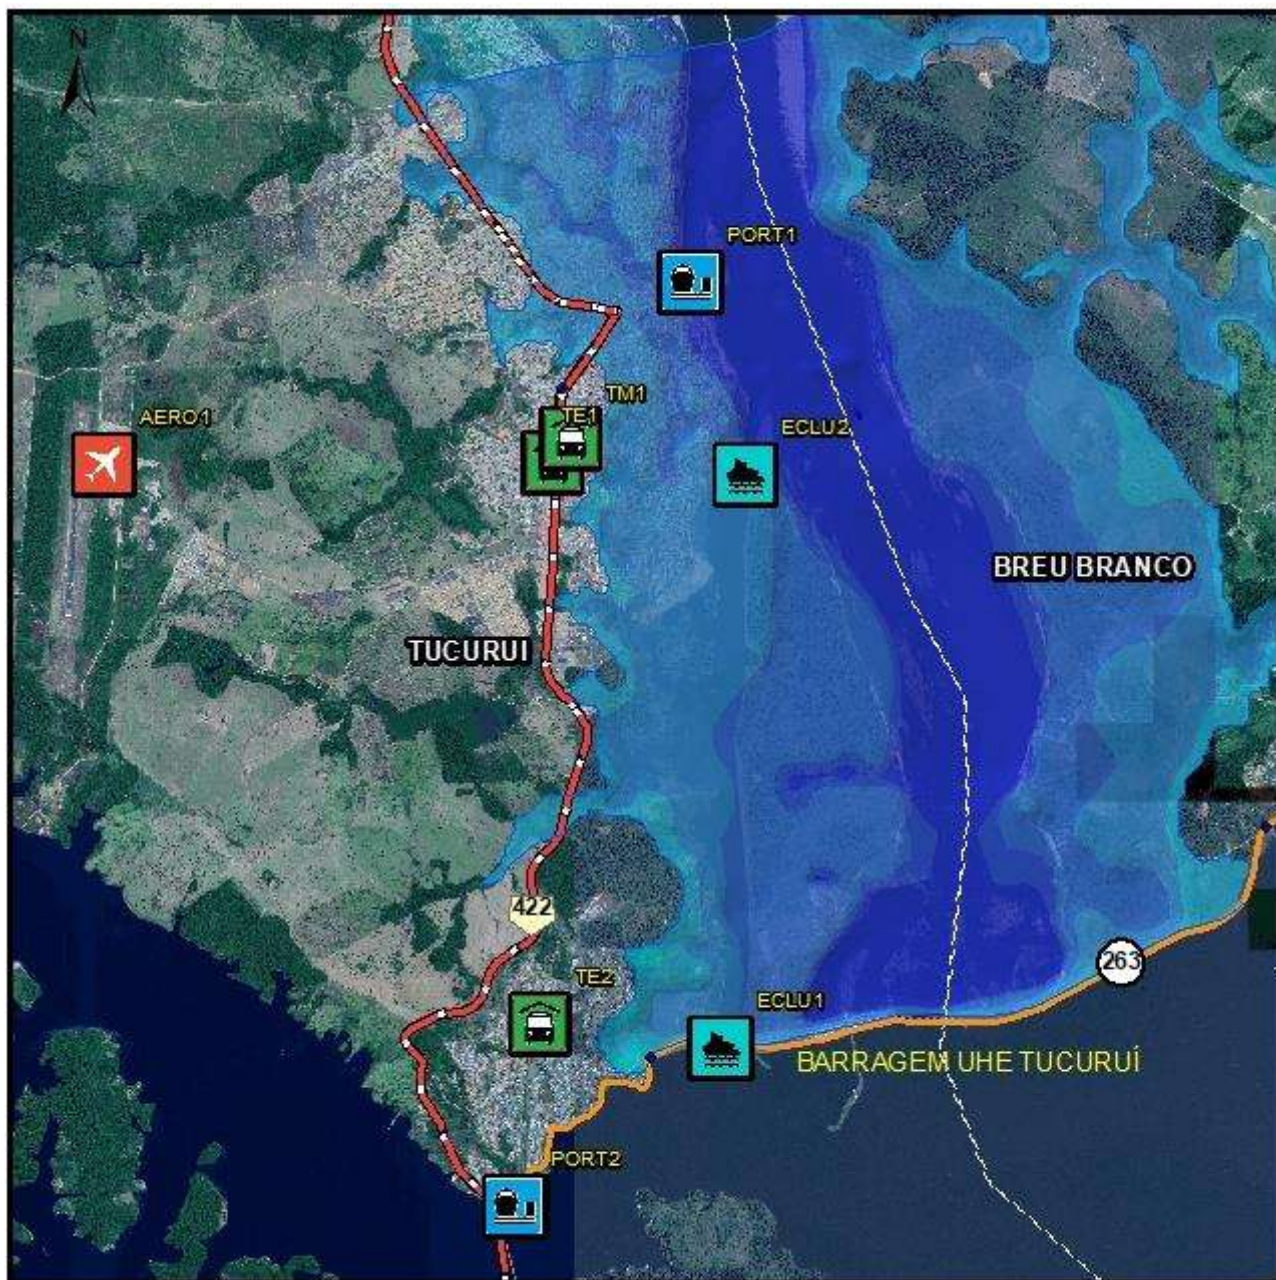 N
PORT1
TM1
TE1
AERO1
ECLU2
BREU BRANCO
TUCURUI
422
263
TE2
ECLU1
BARRAGEM UHE TUCURUÍ
PORT2